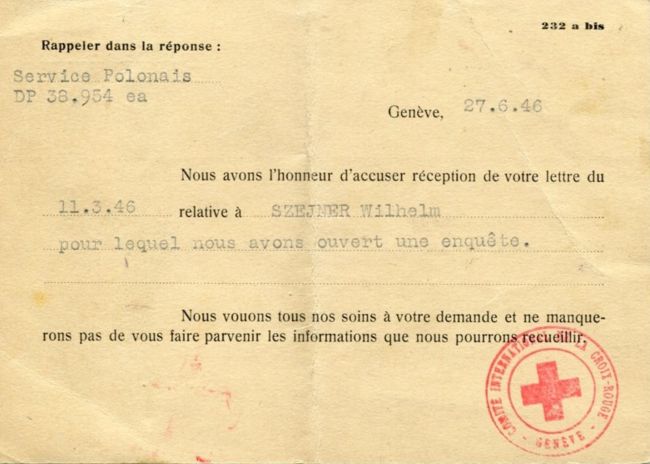 232 a bis
Rappeler dans la réponse :
Service Polonais
DP 38.954 ea
Genève, 27.6.46
Nous avons l'honneur d'accuser réception de votre lettre du
11.3.46 relative à SZEJNER Wilhelm
pour lequel nous avons ouvert une enquête.
Nous vouons tous nos soins à votre demande et ne manque-
rons pas de vous faire parvenir les informations que nous pourrons recueillir.
COMITÉ INTERNATIONAL DE LA CROIX-ROUGE
- GENÈVE -